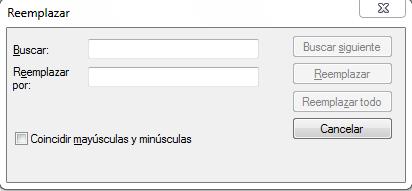 Reemplazar
Buscar:
Buscar siguiente
Reemplazar
por:
Reemplazar
Reemplazar todo
Cancelar
Coincidir mayúsculas y minúsculas